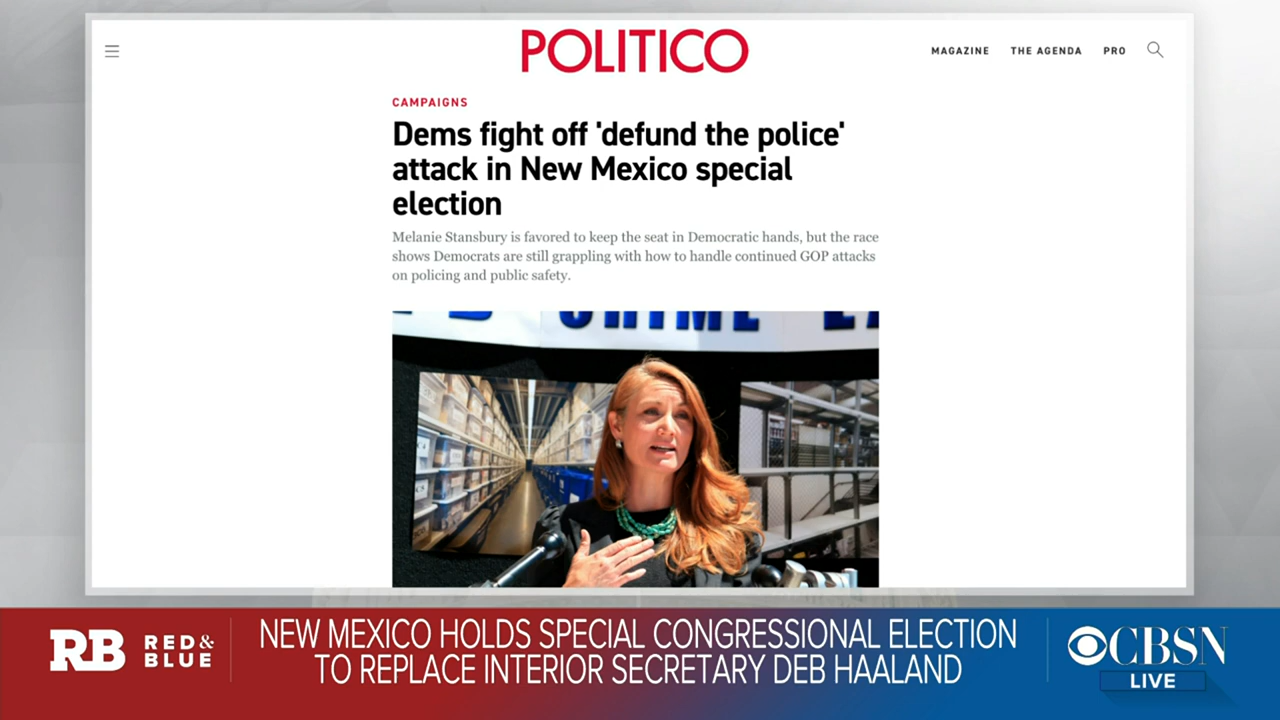 POLITICO
MAGAZINE THE AGENDA PRO
CAMPAIGNS
Dems fight off 'defund the police'
attack in New Mexico special
election
Melanie Stansbury is favored to keep the seat in Democratic hands, but the race
shows Democrats are still grappling with how to handle continued GOP attacks
on policing and public safety.
CRIME
RB RED&
BLUE
NEW MEXICO HOLDS SPECIAL CONGRESSIONAL ELECTION
TO REPLACE INTERIOR SECRETARY DEB HAALAND
CBSN
LIVE